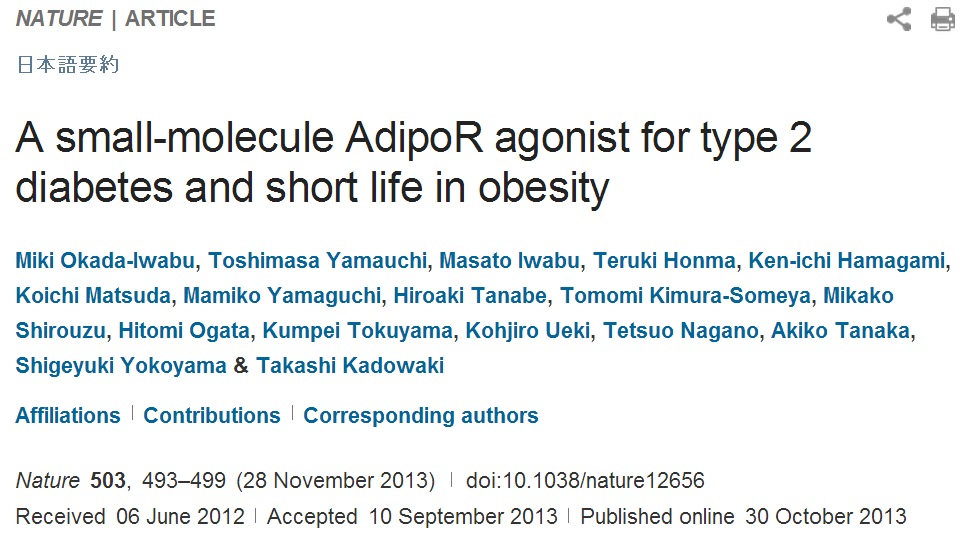 NATURE | ARTICLE
日本語要約
A small-molecule AdipoR agonist for type 2
diabetes and short life in obesity
Miki Okada-Iwabu, Toshimasa Yamauchi, Masato Iwabu, Teruki Honma, Ken-ichi Hamagami,
Koichi Matsuda, Mamiko Yamaguchi, Hiroaki Tanabe, Tomomi Kimura-Someya, Mikako
Shirouzu, Hitomi Ogata, Kumpei Tokuyama, Kohjiro Ueki, Tetsuo Nagano, Akiko Tanaka,
Shigeyuki Yokoyama & Takashi Kadowaki
Affiliations | Contributions | Corresponding authors
Nature 503, 493–499 (28 November 2013) | doi:10.1038/nature12656
Received 06 June 2012 | Accepted 10 September 2013 | Published online 30 October 2013